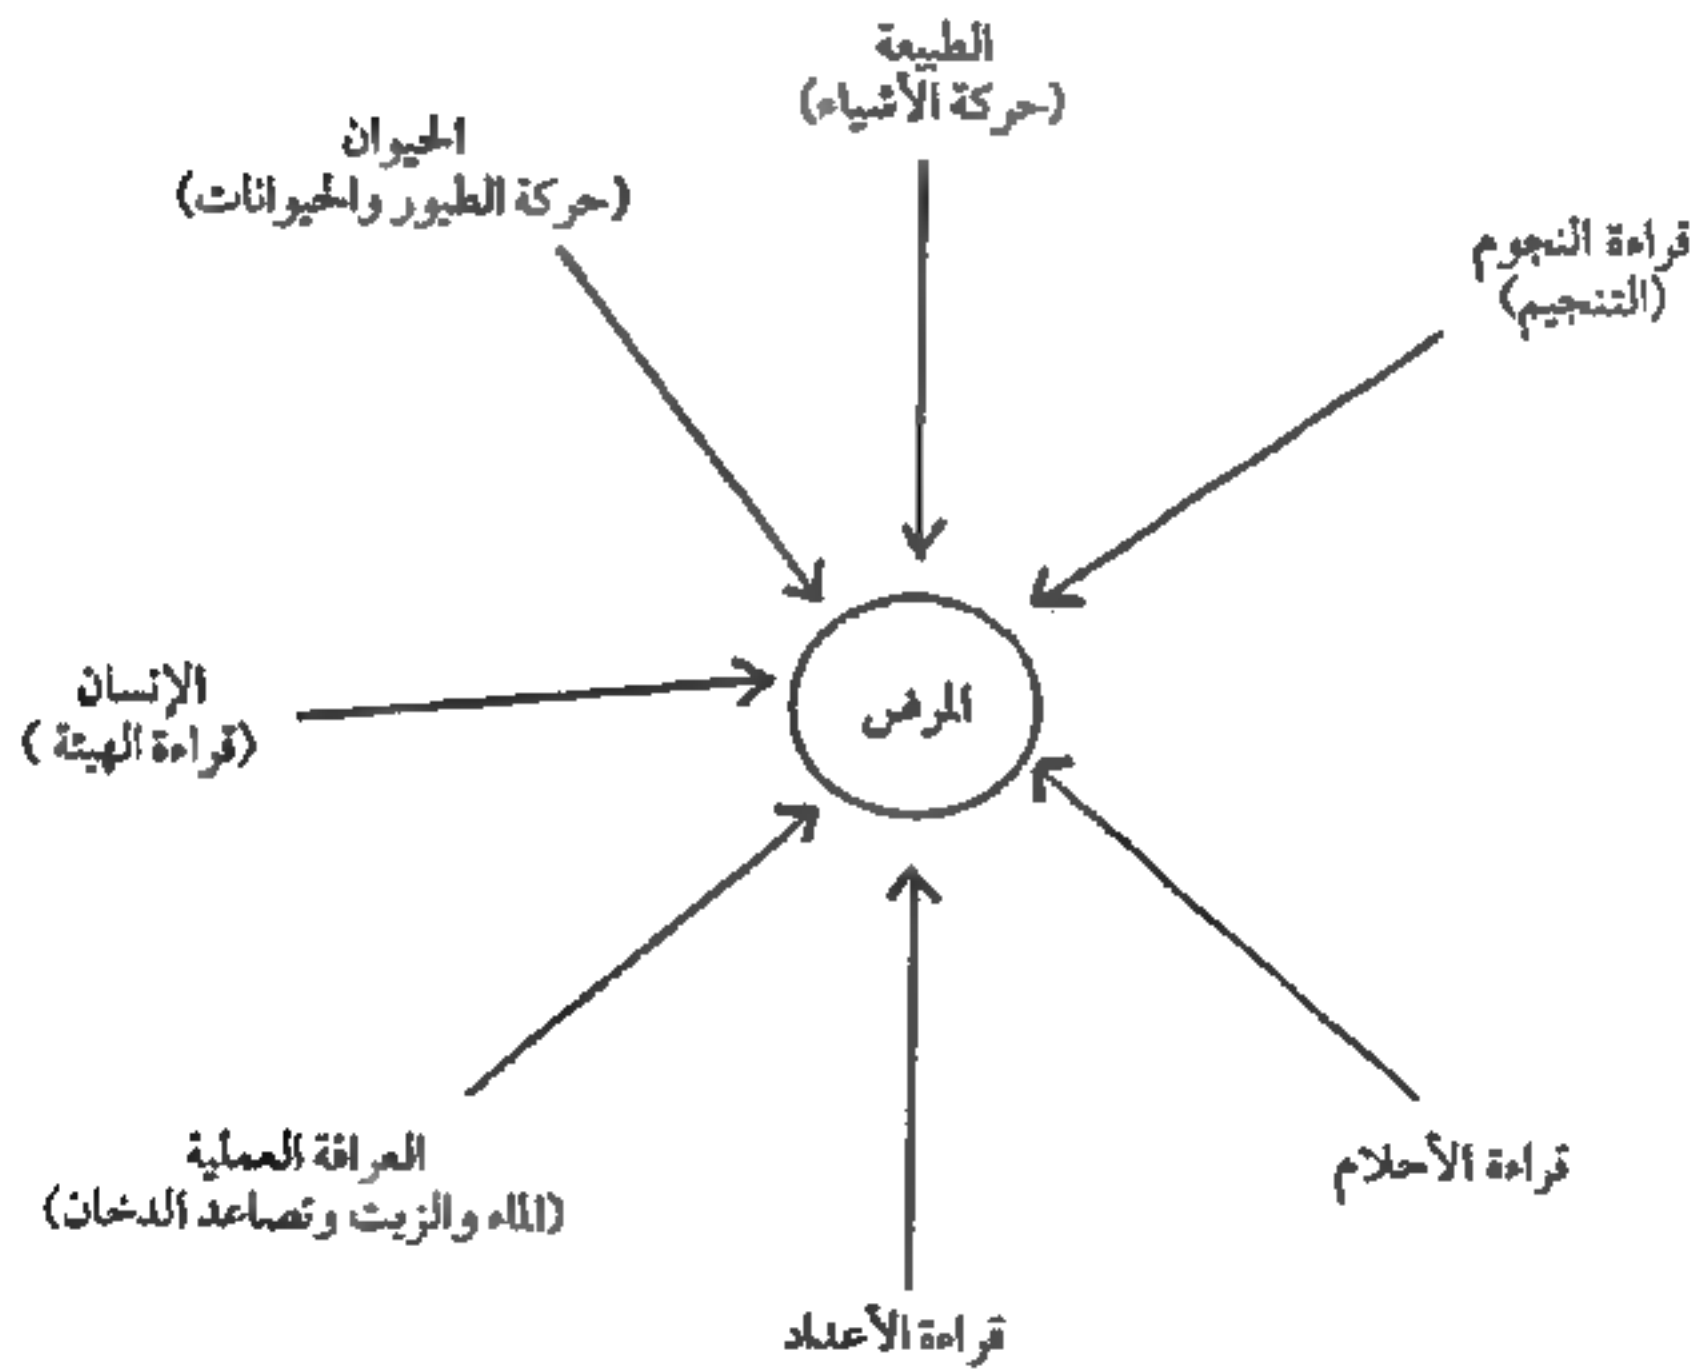 الطبيعة
(حركة الأشياء)
الحيوان
(حركة الطيور والحيوانات)
قراءة النجوم
(التنجيم)
الإنسان
(قراءة الهيئة )
المرض
العرافة العملية
(الماء والزيت وتصاعد الدخان)
قراءة الأحلام
قراءة الأعداد